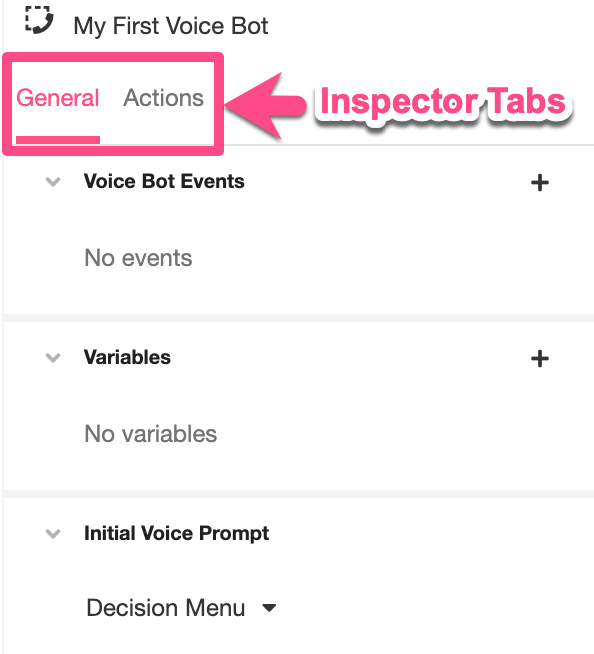 My First Voice Bot
General Actions Inspector Tabs
Voice Bot Events
No events
Variables
No variables
Initial Voice Prompt
Decision Menu